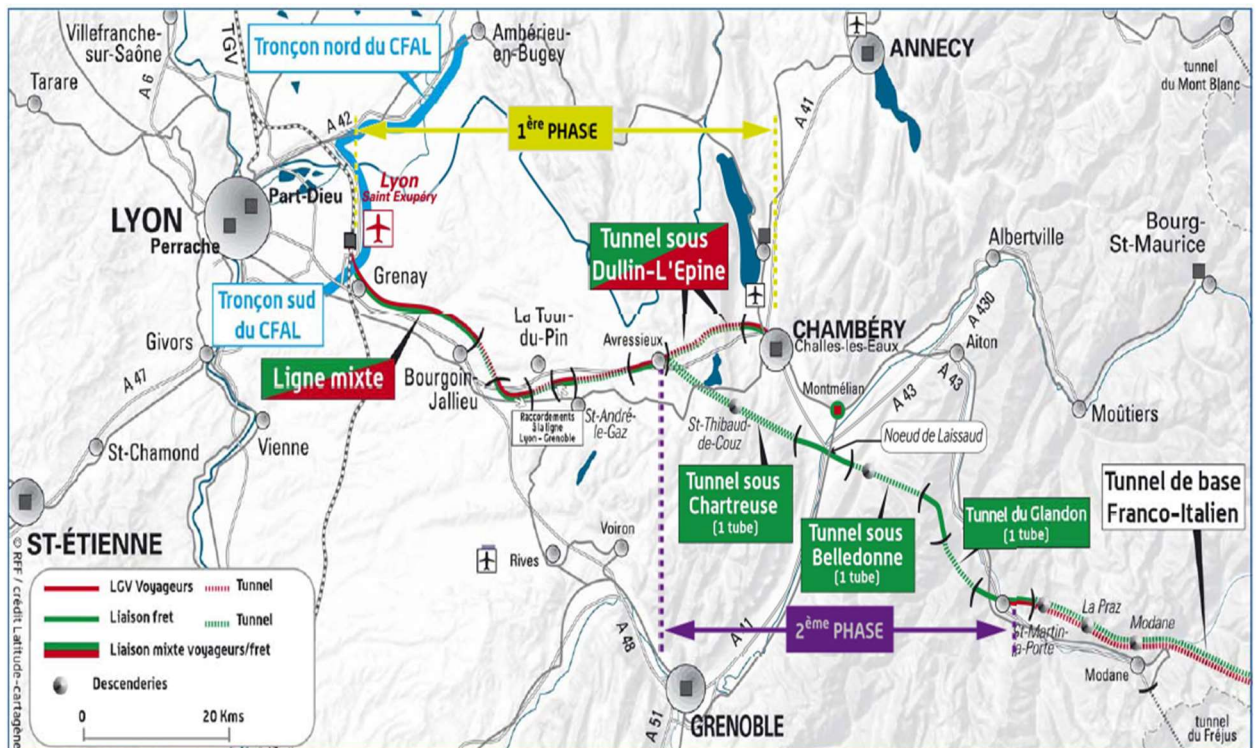 Villefranche-
sur-Saône
TGV
Tronçon nord du CFAL
Ambérieu-
en-Bugey
ANNECY
tunnel
du Mont Blanc
Tarare
A 6
A 42
1ère PHASE
A 41
LYON
Part-Dieu
Perrache
Lyon
Saint Exupéry
Tunnel sous
Dullin-L'Epine
Albertville
Bourg-
St-Maurice
Grenay
Tronçon sud
du CFAL
A 430
Givors
La Tour-
du-Pin
Avressieux
CHAMBÉRY
Challes-les-Eaux
Aiton
Ligne mixte
A 47
Bourgoin-
Jallieu
Montmélian
A 43
A 43
Moûtiers
Raccordements
à la ligne
Lyon - Grenoble
St-André-
le-Gaz
St-Thibaud-
de-Couz
Noeud de Laissaud
Vienne
St-Chamond
Tunnel sous
Chartreuse
(1 tube)
Tunnel de base
Franco-Italien
Tunnel du Glandon
(1 tube)
Tunnel sous
Belledonne
(1 tube)
ST-ÉTIENNE
Voiron
Rives
© RFF / crédit Latitude-cartagène
LGV Voyageurs
Tunnel
Liaison fret
Tunnel
Liaison mixte voyageurs/fret
Descenderies
0
20 Kms
A 48
A 41
2ème PHASE
St-Martin-
la-Porte
La Praz
Modane
Modane
A 51
GRENOBLE
tunnel
du Fréjus